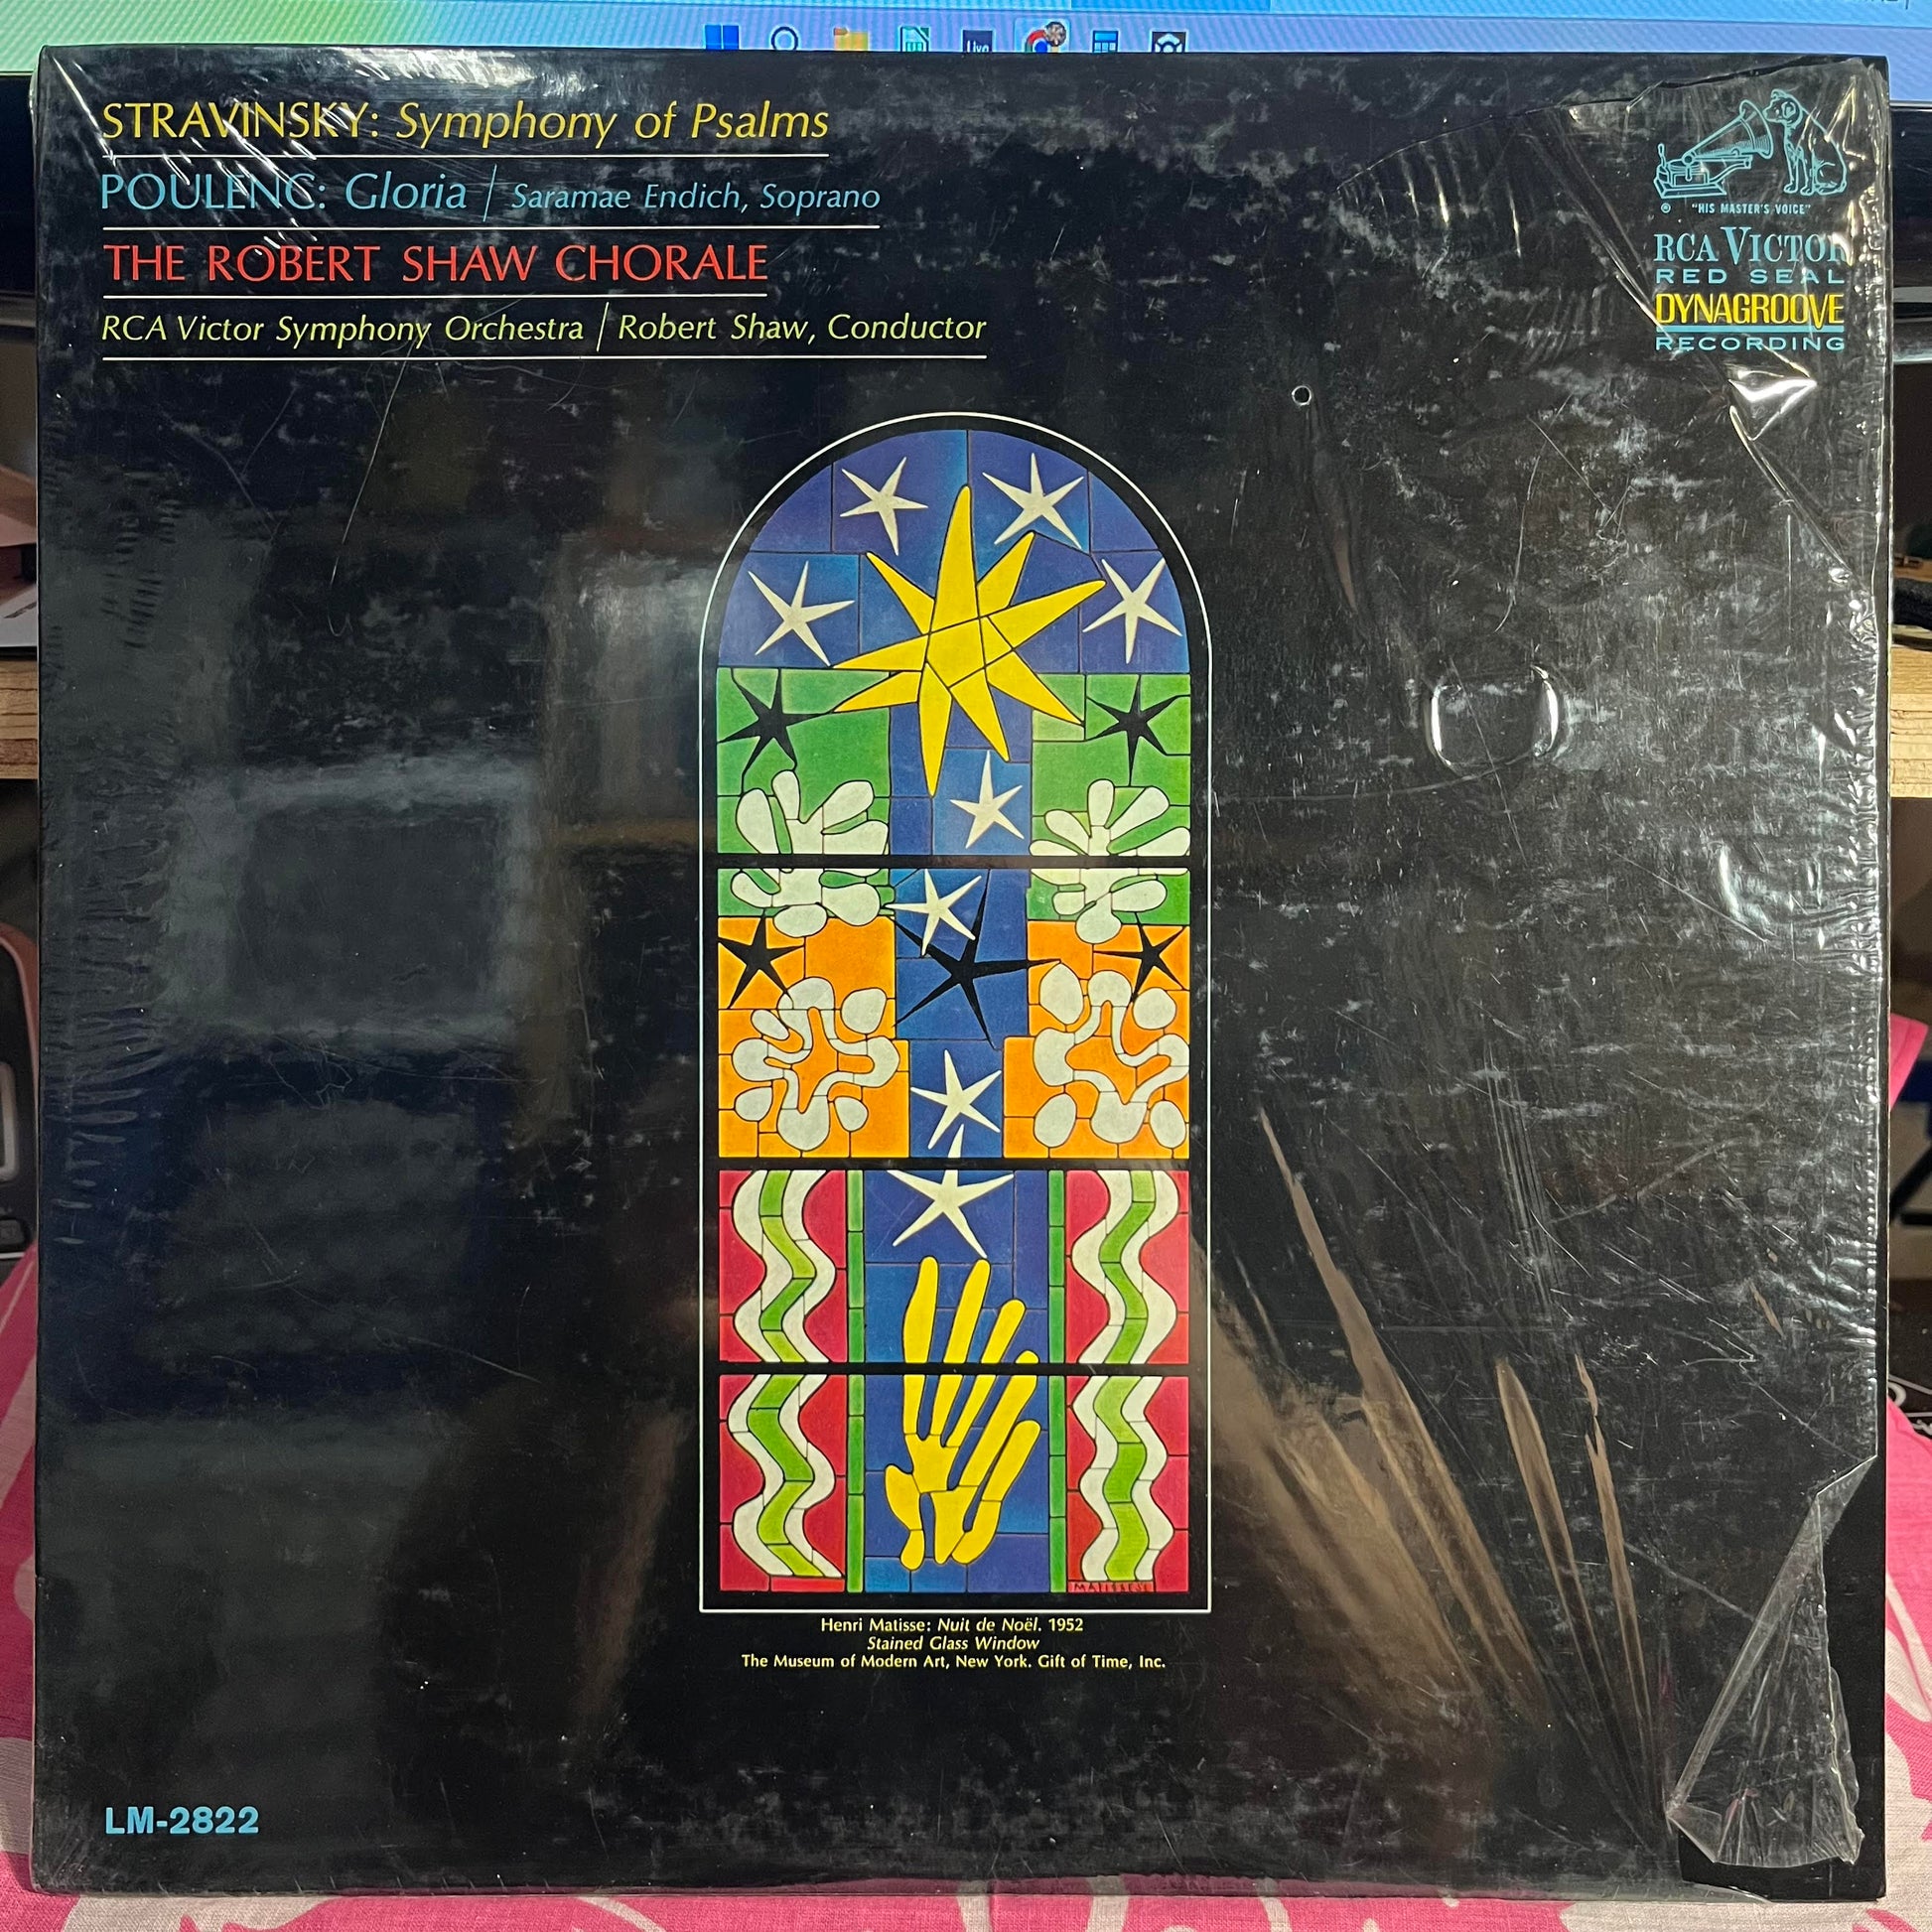 STRAVINSKY: Symphony of Psalms
POULENC: Gloria | Saramae Endich, Soprano
THE ROBERT SHAW CHORALE
RCA Victor Symphony Orchestra | Robert Shaw, Conductor
® "HIS MASTER'S VOICE"
RCA VICTOR
RED SEAL
DYNAGROOVE
RECORDING
Henri Matisse: Nuit de Noël. 1952
Stained Glass Window
The Museum of Modern Art, New York. Gift of Time, Inc.
LM-2822